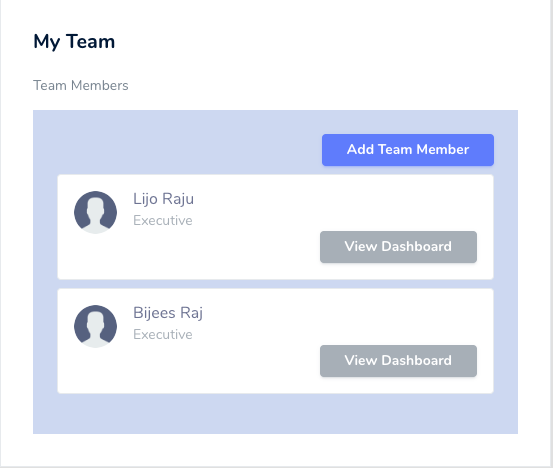 My Team
Team Members
Add Team Member
Lijo Raju
Executive
View Dashboard
Bijees Raj
Executive
View Dashboard